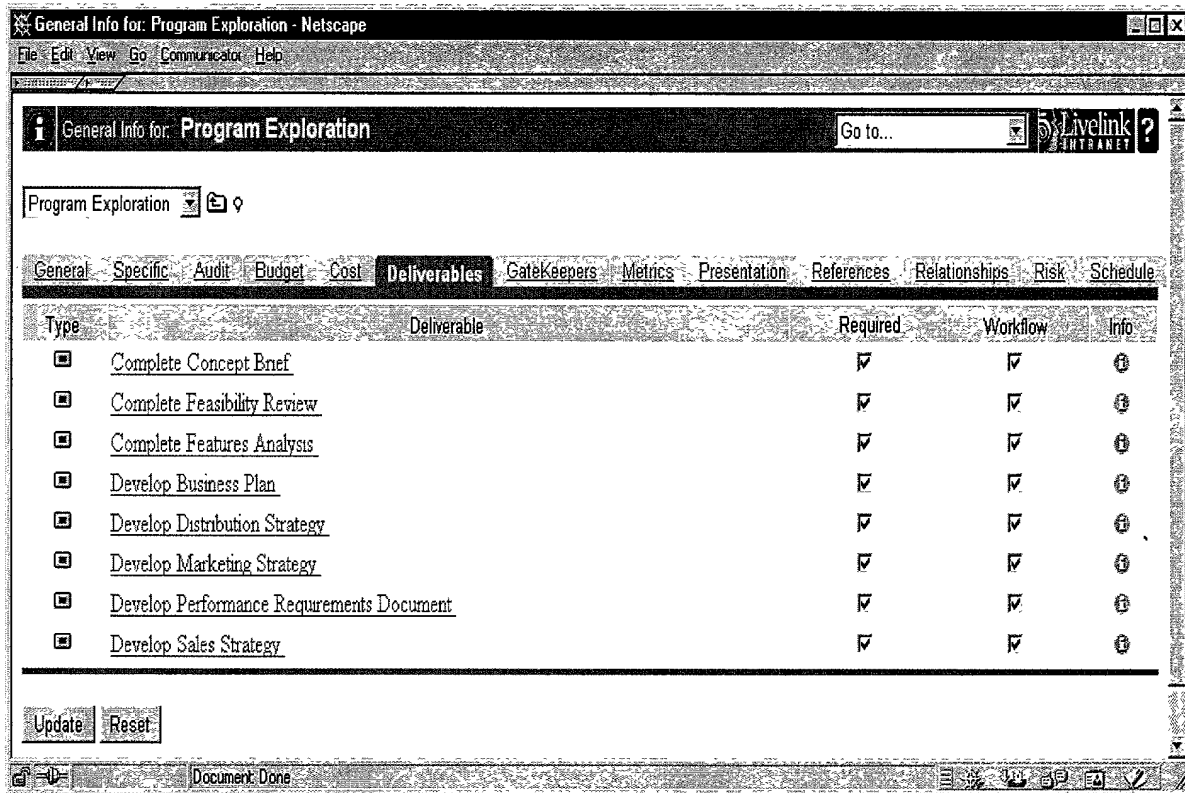 General Info for: Program Exploration - Netscape
File Edit View Go Communicator Help
General Info for: Program Exploration
Go to...
Livelink
INTRANET
?
Program Exploration
General Specific Audit Budget Cost Deliverables GateKeepers Metrics Presentation References Relationships Risk Schedule
Type Deliverable Required Workflow Info
Complete Concept Brief
Complete Feasibility Review
Complete Features Analysis
Develop Business Plan
Develop Distribution Strategy
Develop Marketing Strategy
Develop Performance Requrements Document
Develop Sales Strategy
Update Reset
Document: Done